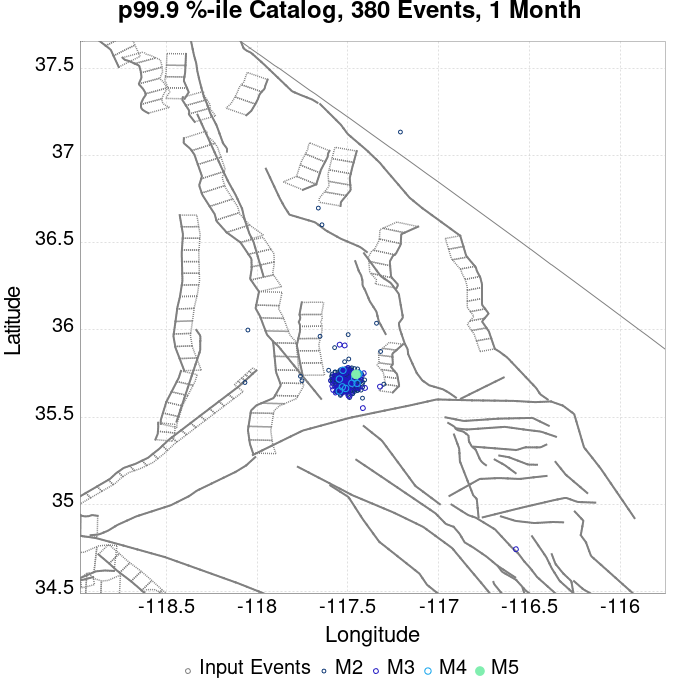 p99.9 %-ile Catalog, 380 Events, 1 Month
37.5
37
36.5
36
35.5
35
34.5
Latitude
-118.5 -118 -117.5 -117 -116.5 -116
Longitude
Input Events M2 M3 M4 M5